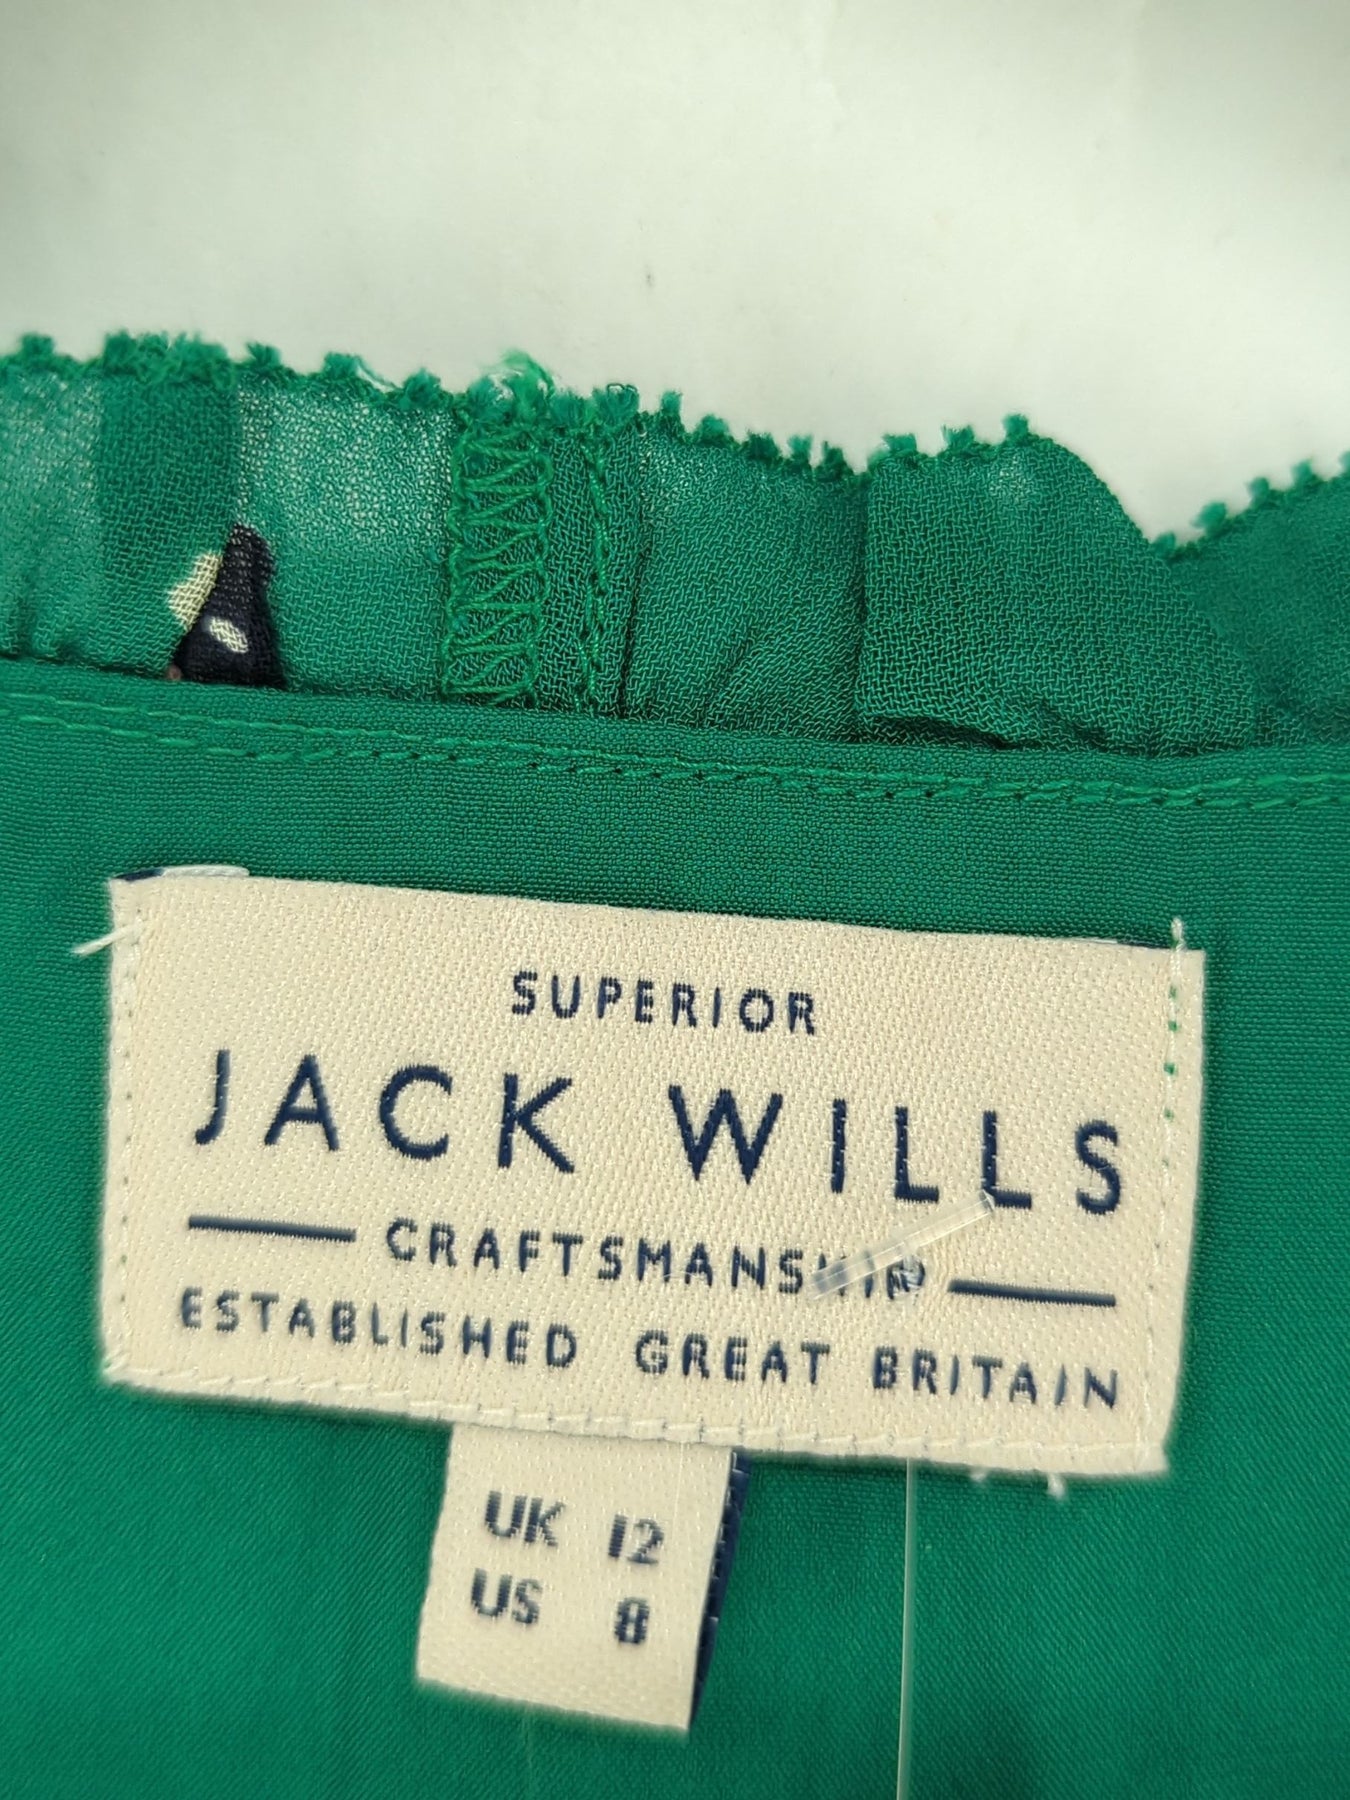 SUPERIOR
JACK WILLS
CRAFTSMANSHIP
ESTABLISHED GREAT BRITAIN
UK 12
US 8